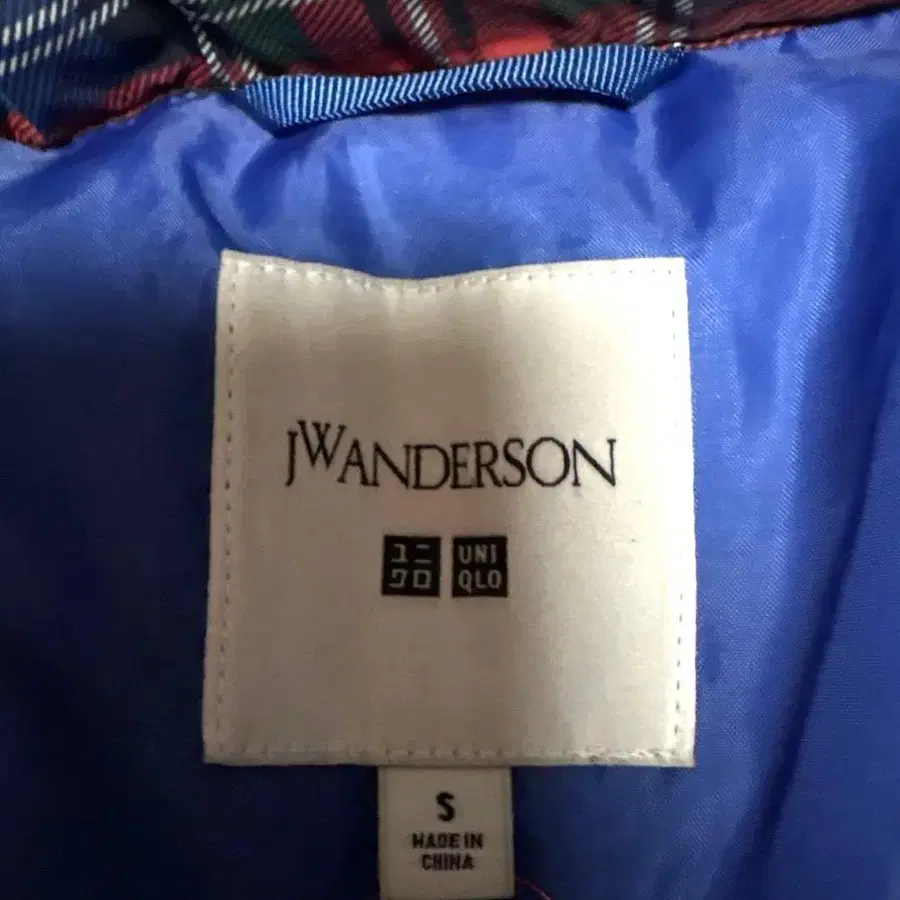 JWANDERSON
ユニ UNI
クロ QLO
S
MADE IN
CHINA